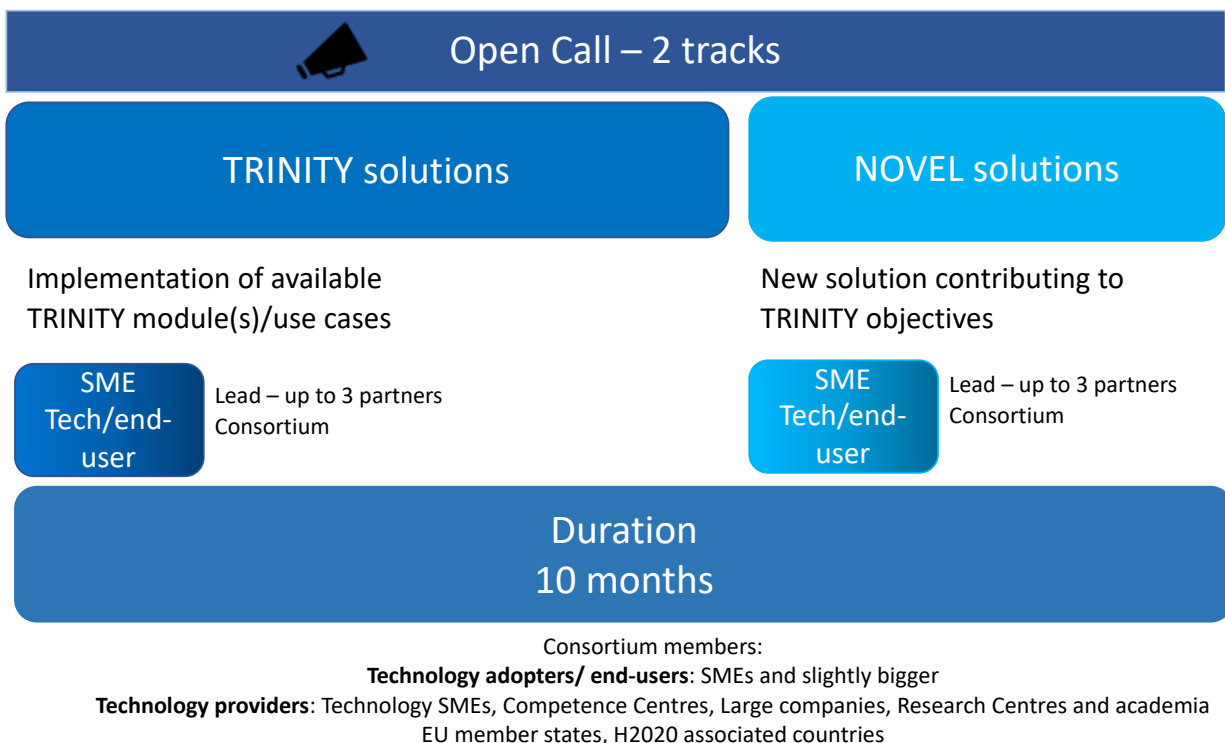 Open Call – 2 tracks
TRINITY solutions
NOVEL solutions
Implementation of available
TRINITY module(s)/use cases
New solution contributing to
TRINITY objectives
SME
Tech/end-
user
Lead – up to 3 partners
Consortium
SME
Tech/end-
user
Lead – up to 3 partners
Consortium
Duration
10 months
Consortium members:
Technology adopters/ end-users: SMEs and slightly bigger
Technology providers: Technology SMEs, Competence Centres, Large companies, Research Centres and academia
EU member states, H2020 associated countries